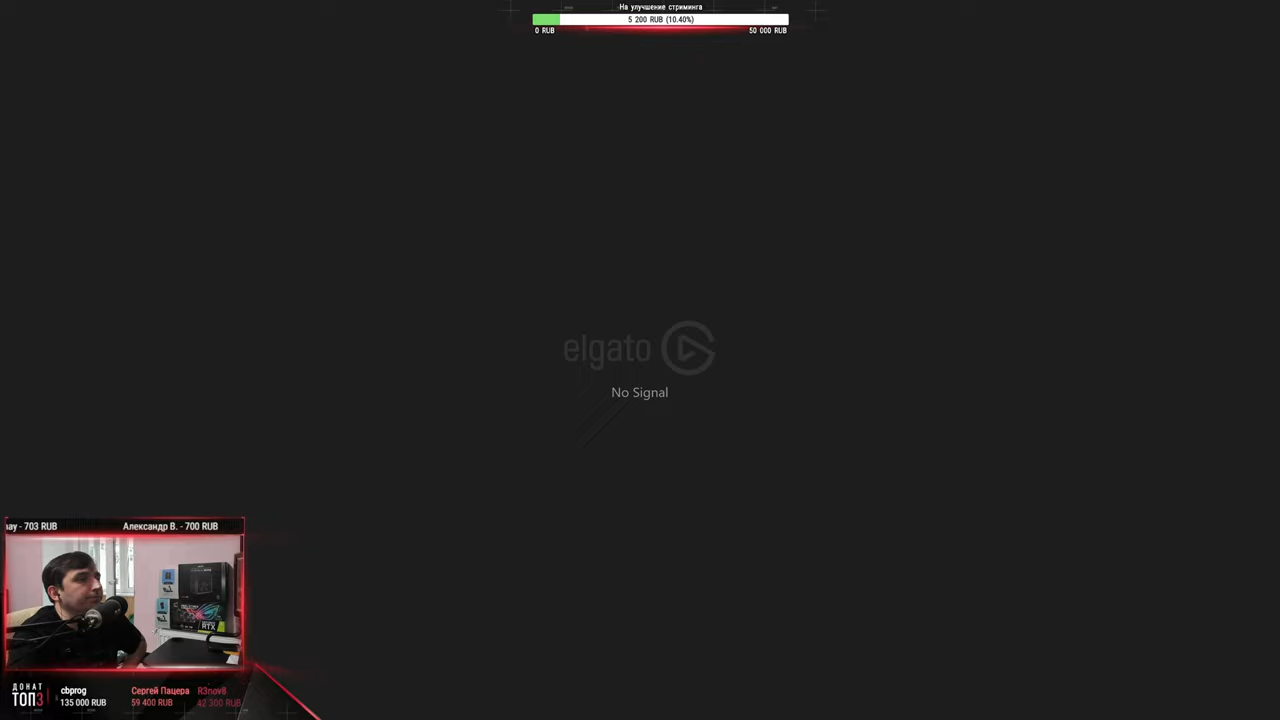 На улучшение стриминга
5 200 RUB (10.40%)
0 RUB 50 000 RUB
elgato
No Signal
- 703 RUB Александр В. - 700 RUB
RTX
ДОНАТ
ТОП3
cbprog Сергей Пацера R3nov8
135 000 RUB 59 400 RUB 42 300 RUB